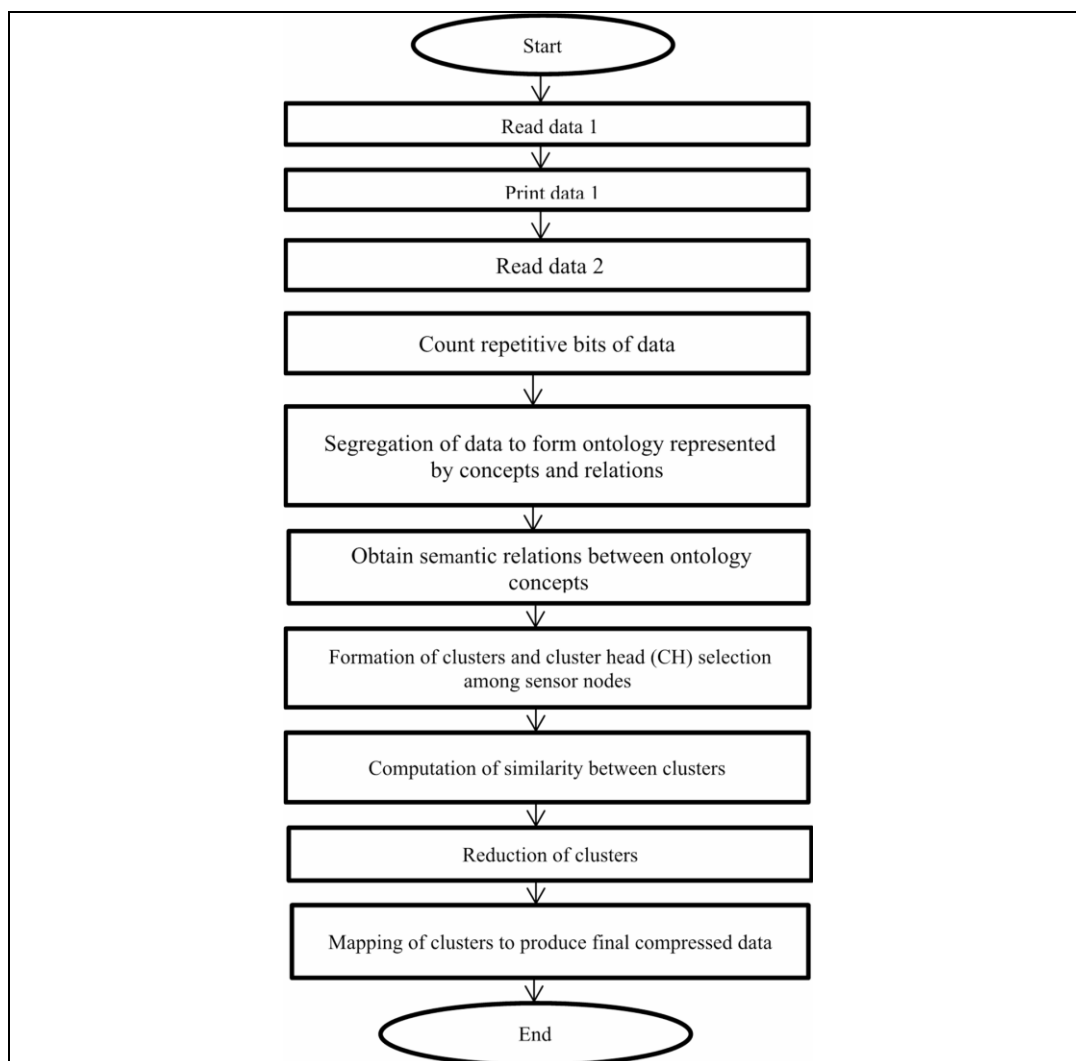 Start
Read data 1
Print data 1
Read data 2
Count repetitive bits of data
Segregation of data to form ontology represented
by concepts and relations
Obtain semantic relations between ontology
concepts
Formation of clusters and cluster head (CH) selection
among sensor nodes
Computation of similarity between clusters
Reduction of clusters
Mapping of clusters to produce final compressed data
End